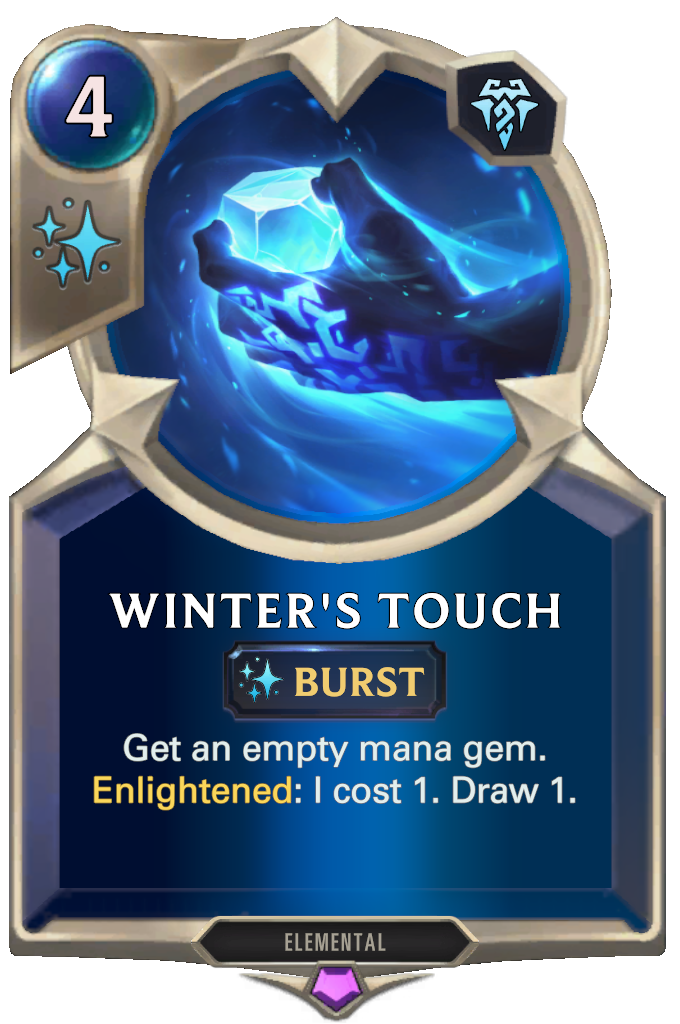 4
WINTER'S TOUCH
BURST
Get an empty mana gem.
Enlightened: I cost 1. Draw 1.
ELEMENTAL